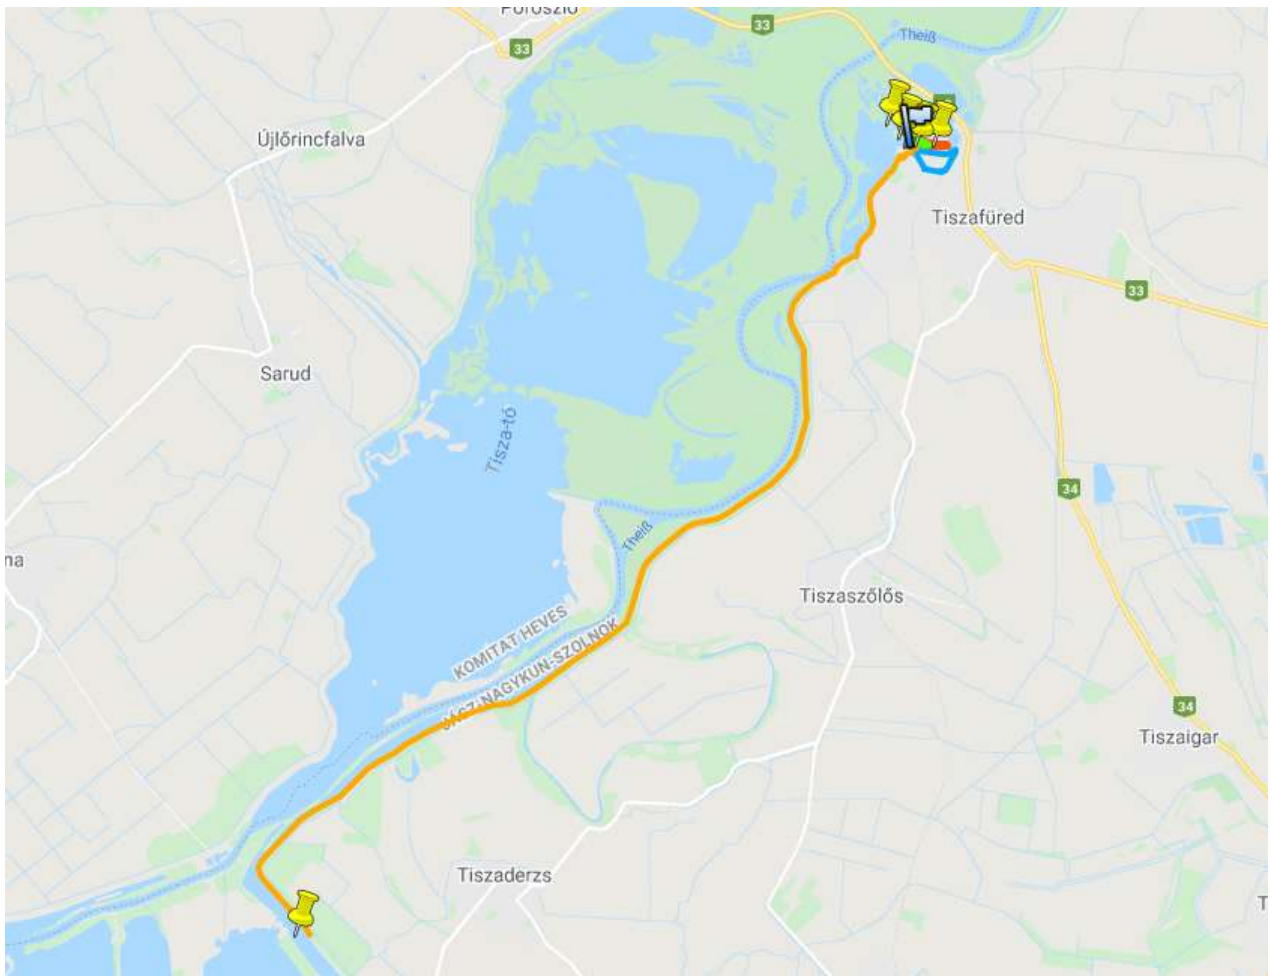 Poroszló
33
33
Theiß
Újlőrincfalva
Tiszafüred
33
Sarud
Tisza-tó
34
Theiß
na
Tiszaszőlős
KOMITAT HEVES
JÁSZ-NAGYKUN-SZOLNOK
34
Tiszaigar
Tiszaderzs
T